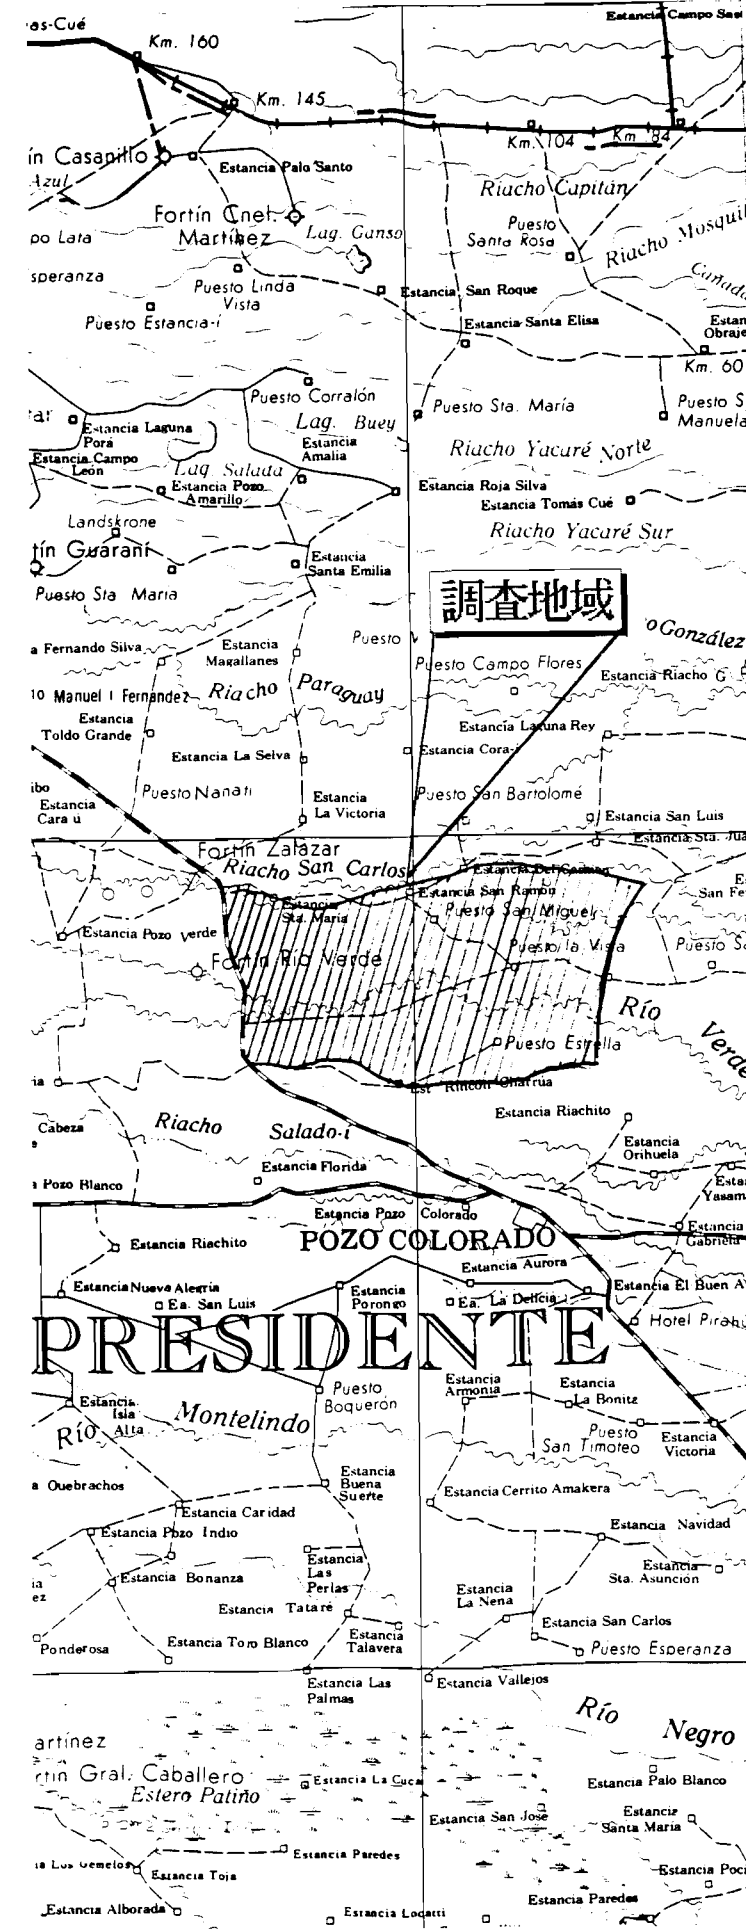 Estancia Campo
Km. 160
Km. 145
Km. 104
Km. 84
Casanillo
Estancia Palo Santo
Azul
Riacho Capitán
Fortín Cnel.
Martínez
Lag. Ganso
Puesto
Santa Rosa
Riacho
po Lata
speranza
Puesto Linda
Vista
Estancia San Roque
Puesto Estancia-i
Estancia Santa Elisa
Km. 60
Puesto Corralón
Puesto Sta. María
Puesto S
Manuela
Lag. Buey
Estancia Laguna
Porá
Estancia
Amalia
Riacho Yacaré Norte
Estancia Campo
León
Lag. Salada
Estancia Pozo
Amarillo
Estancia Roja Silva
Estancia Tomás Cué
Landskrone
Riacho Yacaré Sur
tín Guaraní
Estancia
Santa Emilia
Puesto Sta Maria
調査地域
o González
a Fernando Silva
Estancia
Magallanes
Puesto
Puesto Campo Flores
Estancia Riacho G
Manuel
Fernández
Riacho Paraguay
Estancia
Toldo Grande
Estancia Laguna Rey
Estancia La Selva
Estancia Cora-i
Puesto Nanati
Puesto San Bartolomé
Estancia
Cara
Estancia
La Victoria
Estancia San Luis
Fortín Zalazar
Riacho San Carlos
Estancia San Ramón
Estancia
Sta. María
Puesto San Miguel
Estancia Pozo Verde
Puesto la Vista
Fortín Río Verde
Río Verde
Puesto Estrella
Est Rincón Charrúa
Estancia Riachito
Cabeza
Riacho Salado-i
Estancia
Orihuela
Estancia Florida
Pozo Blanco
Estancia Pozo Colorado
Estancia
Gabriela
Estancia Riachito
POZO COLORADO
Estancia Aurora
Estancia Nueva Alegria
Ea. San Luis
Estancia
Porongo
Ea. La Delicia
Estancia El Buen A
PRESIDENTE
Hotel Pirahú
Puesto
Boquerón
Estancia
Armonia
Estancia
La Bonita
Estancia
Isla
Alta
Río Montelindo
Puesto
San Timoteo
Estancia
Victoria
Quebrachos
Estancia
Buena
Suerte
Estancia Cerrito Amakera
Estancia Caridad
Estancia Pozo Indio
Estancia Navidad
Estancia
Las
Perlas
Estancia
Sta. Asunción
Estancia Bonanza
Estancia
La Nena
Estancia Tataré
Estancia
Talavera
Estancia San Carlos
Ponderosa
Estancia Toro Blanco
Puesto Esperanza
Estancia Las
Palmas
Estancia Vallejos
Río Negro
artínez
Gral. Caballero
Estero Patiño
Estancia La Cuca
Estancia Palo Blanco
Estancia San José
Estancia
Santa María
Estancia Paredes
Estancia Toja
Estancia Alborada
Estancia Locatti
Estancia Paredes